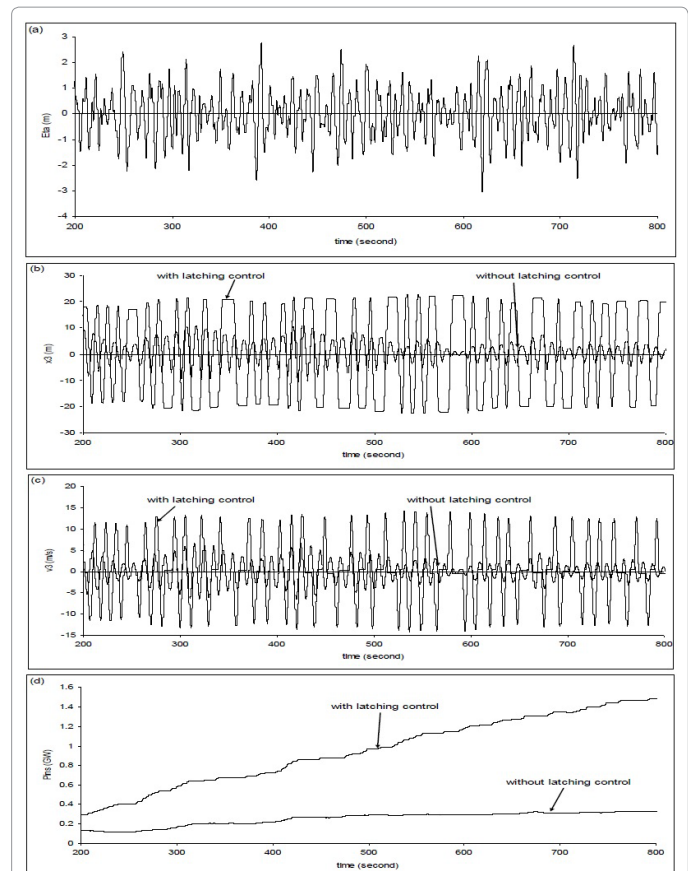 (a)
3
2
1
0
-1
-2
-3
-4
Eta (m)
200 300 400 500 600 700 800
time (second)
(b)
with latching control
without latching control
30
20
10
0
-10
-20
-30
x3 (m)
200 300 400 500 600 700 800
time (second)
(c)
with latching control
without latching control
20
15
10
5
0
-5
-10
-15
v3 (m/s)
200 300 400 500 600 700 800
time (second)
(d)
1.6
1.4
1.2
1
0.8
0.6
0.4
0.2
0
Pins (GW)
with latching control
without latching control
200 300 400 500 600 700 800
time (second)